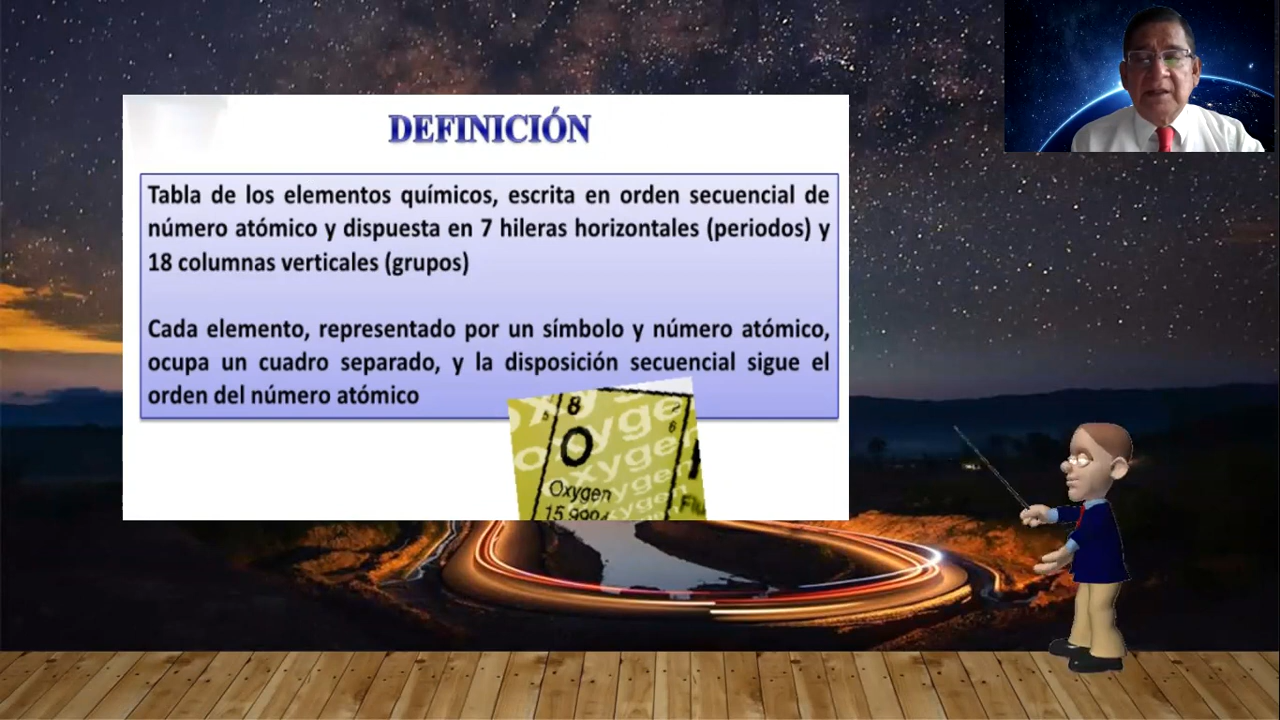 DEFINICIÓN
Tabla de los elementos químicos, escrita en orden secuencial de
número atómico y dispuesta en 7 hileras horizontales (periodos) y
18 columnas verticales (grupos)
Cada elemento, representado por un símbolo y número atómico,
ocupa un cuadro separado, y la disposición secuencial sigue el
orden del número atómico
8
O
Oxygen